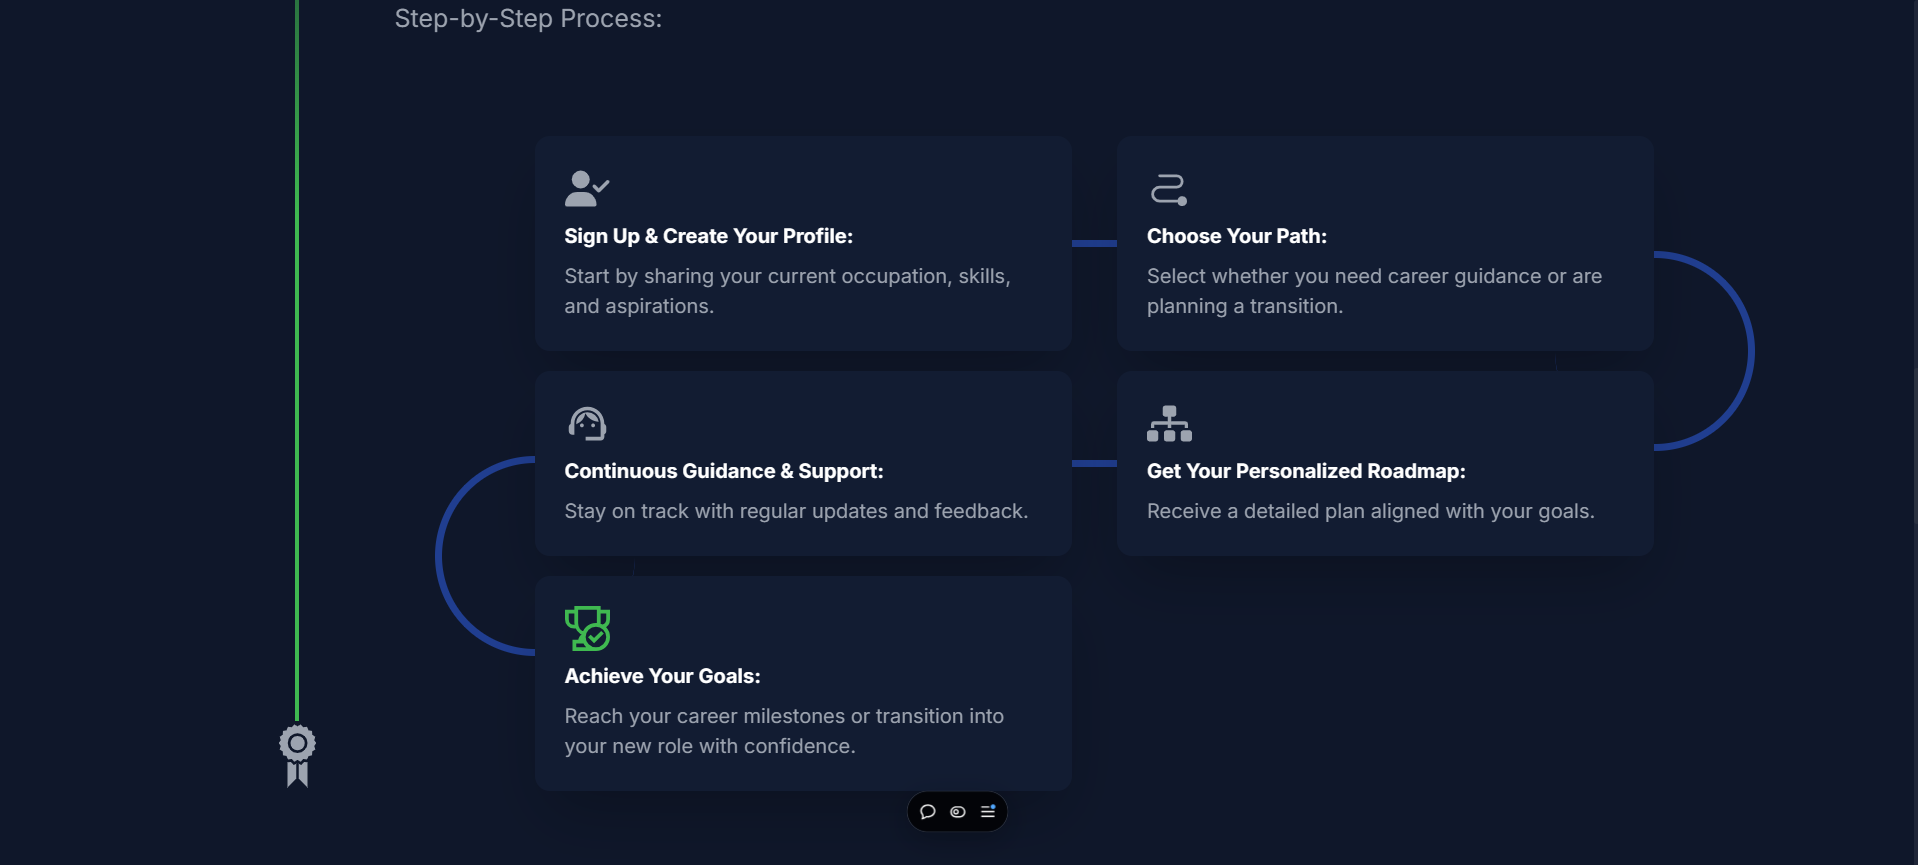 Step-by-Step Process:
Sign Up & Create Your Profile:
Start by sharing your current occupation, skills,
and aspirations.
Choose Your Path:
Select whether you need career guidance or are
planning a transition.
Continuous Guidance & Support:
Stay on track with regular updates and feedback.
Get Your Personalized Roadmap:
Receive a detailed plan aligned with your goals.
Achieve Your Goals:
Reach your career milestones or transition into
your new role with confidence.